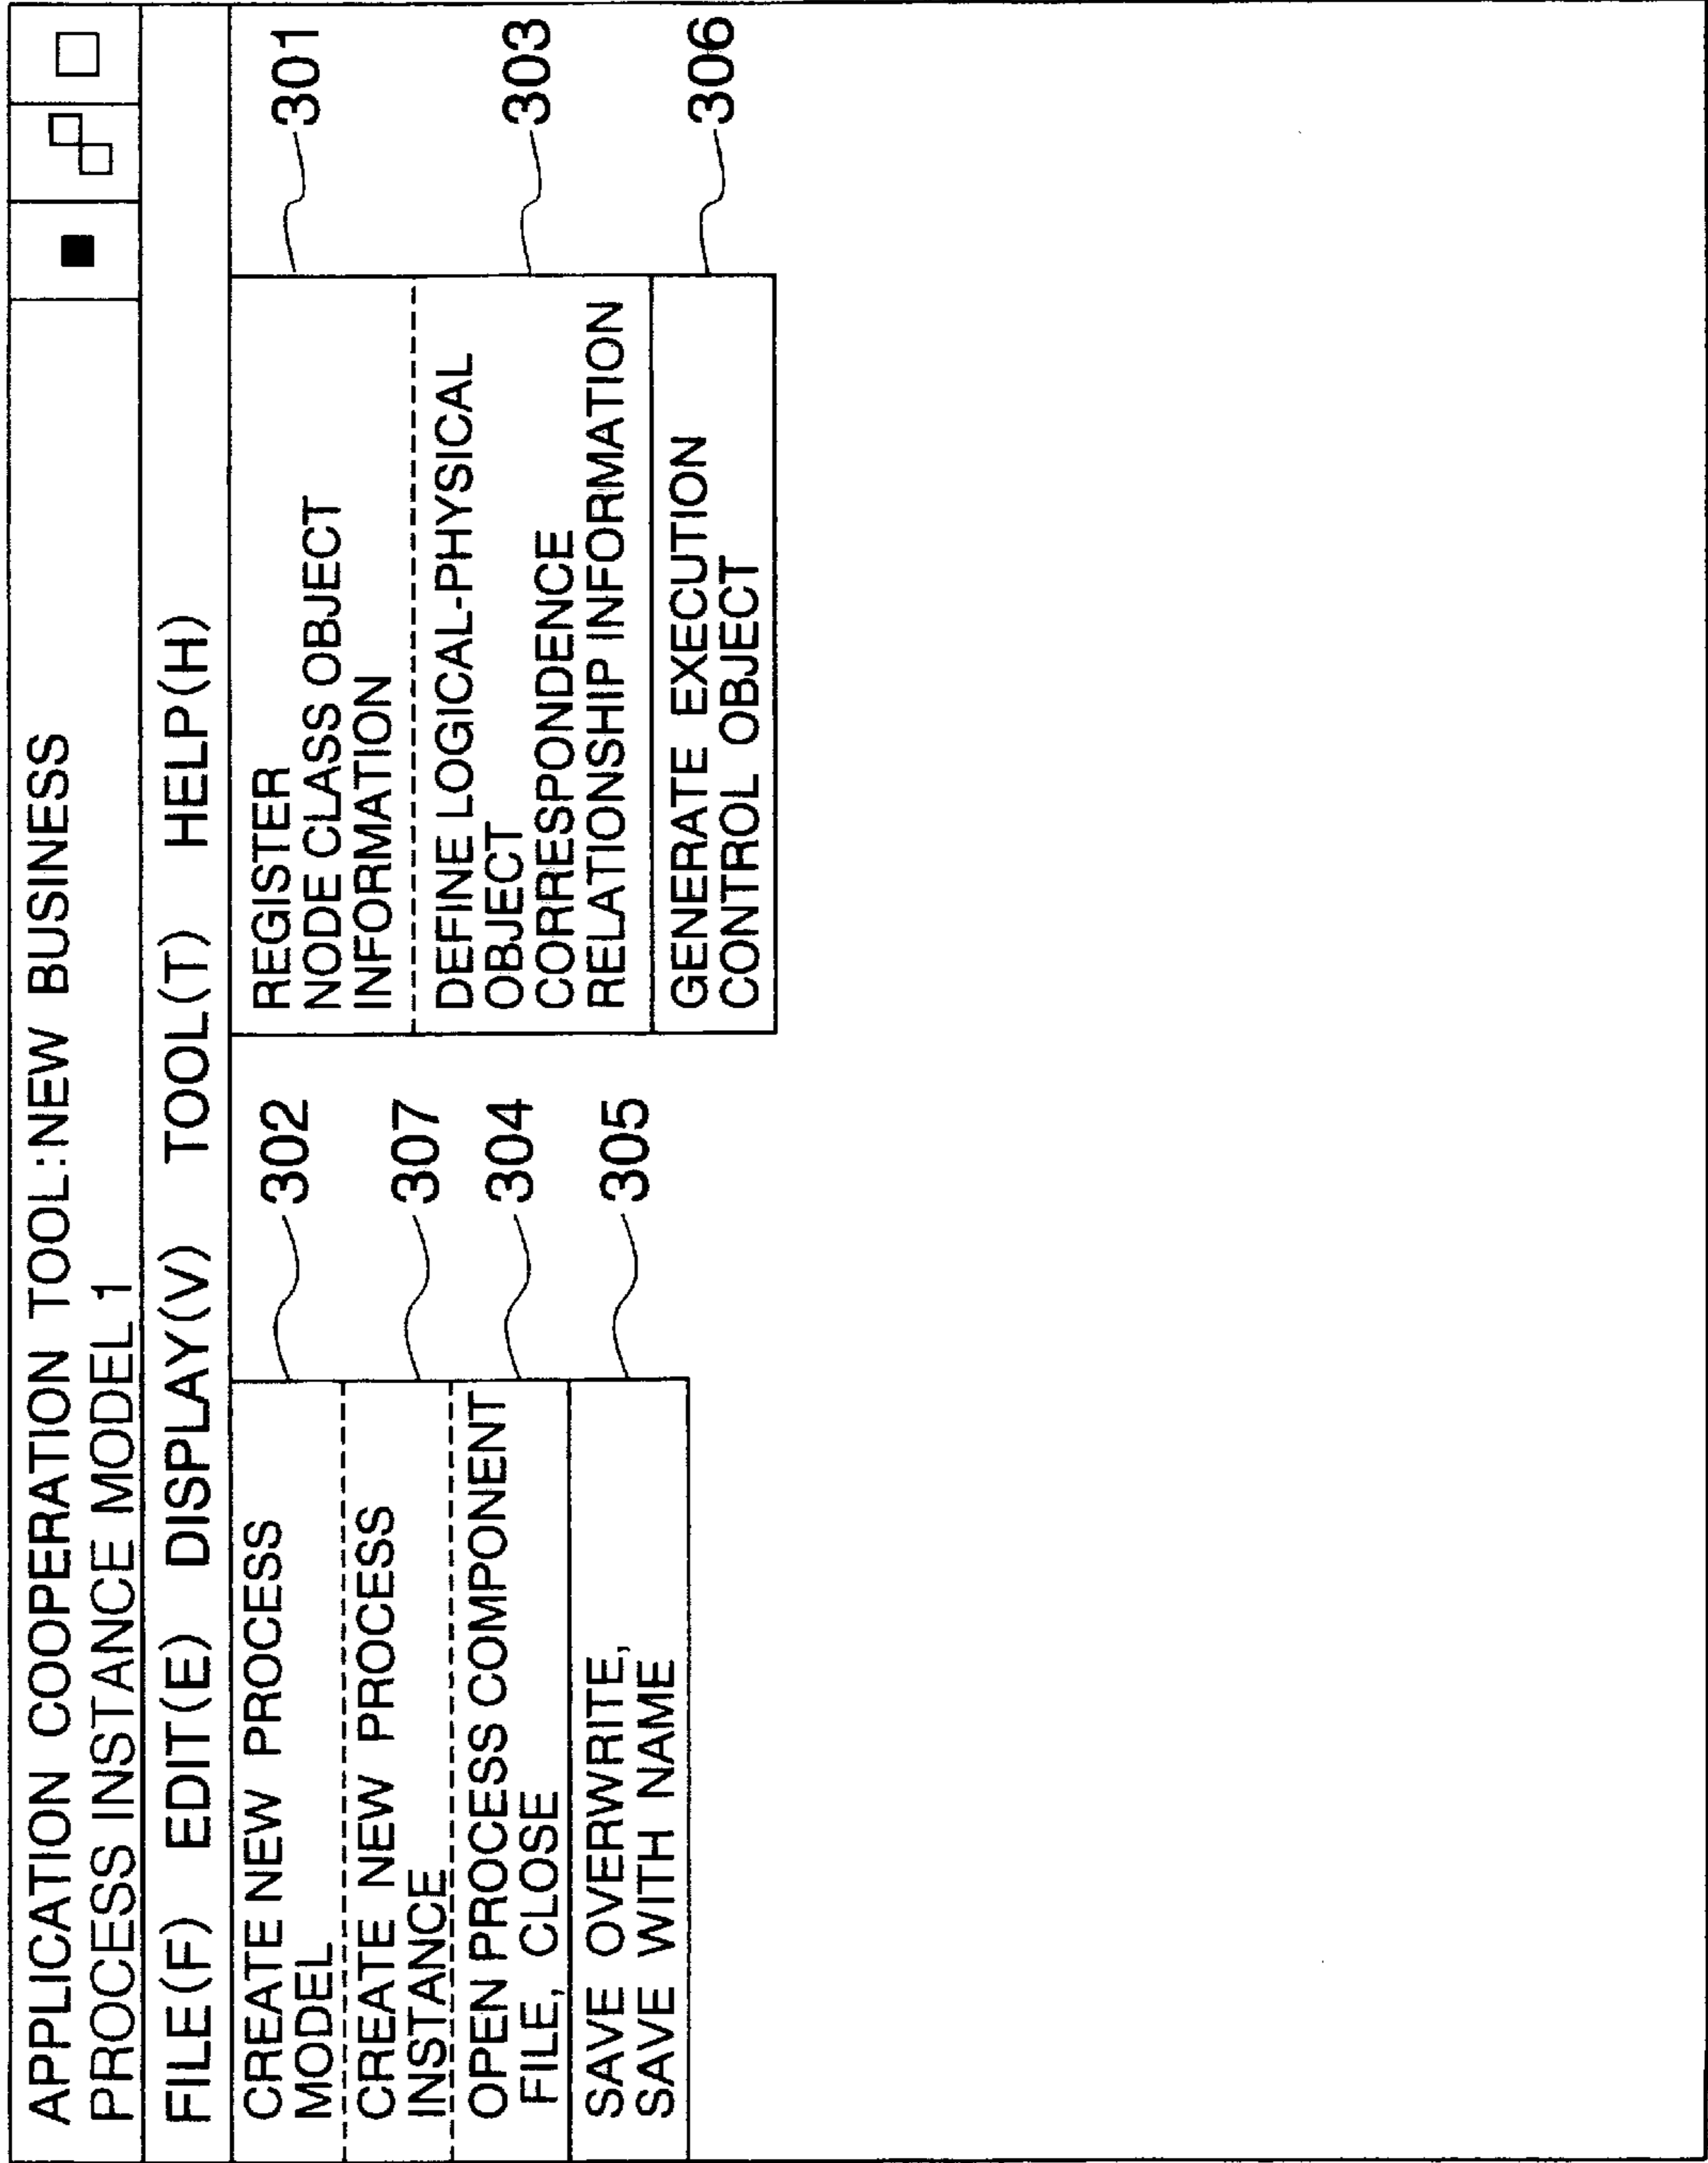 APPLICATION COOPERATION TOOL:NEW BUSINESS
PROCESS INSTANCE MODEL 1
FILE(F) EDIT(E) DISPLAY(V) TOOL(T) HELP(H)
CREATE NEW PROCESS
MODEL
302
CREATE NEW PROCESS
INSTANCE
307
OPEN PROCESS COMPONENT
FILE, CLOSE
304
SAVE OVERWRITE,
SAVE WITH NAME
305
REGISTER
NODE CLASS OBJECT
INFORMATION
301
DEFINE LOGICAL-PHYSICAL
OBJECT
CORRESPONDENCE
RELATIONSHIP INFORMATION
303
GENERATE EXECUTION
CONTROL OBJECT
306